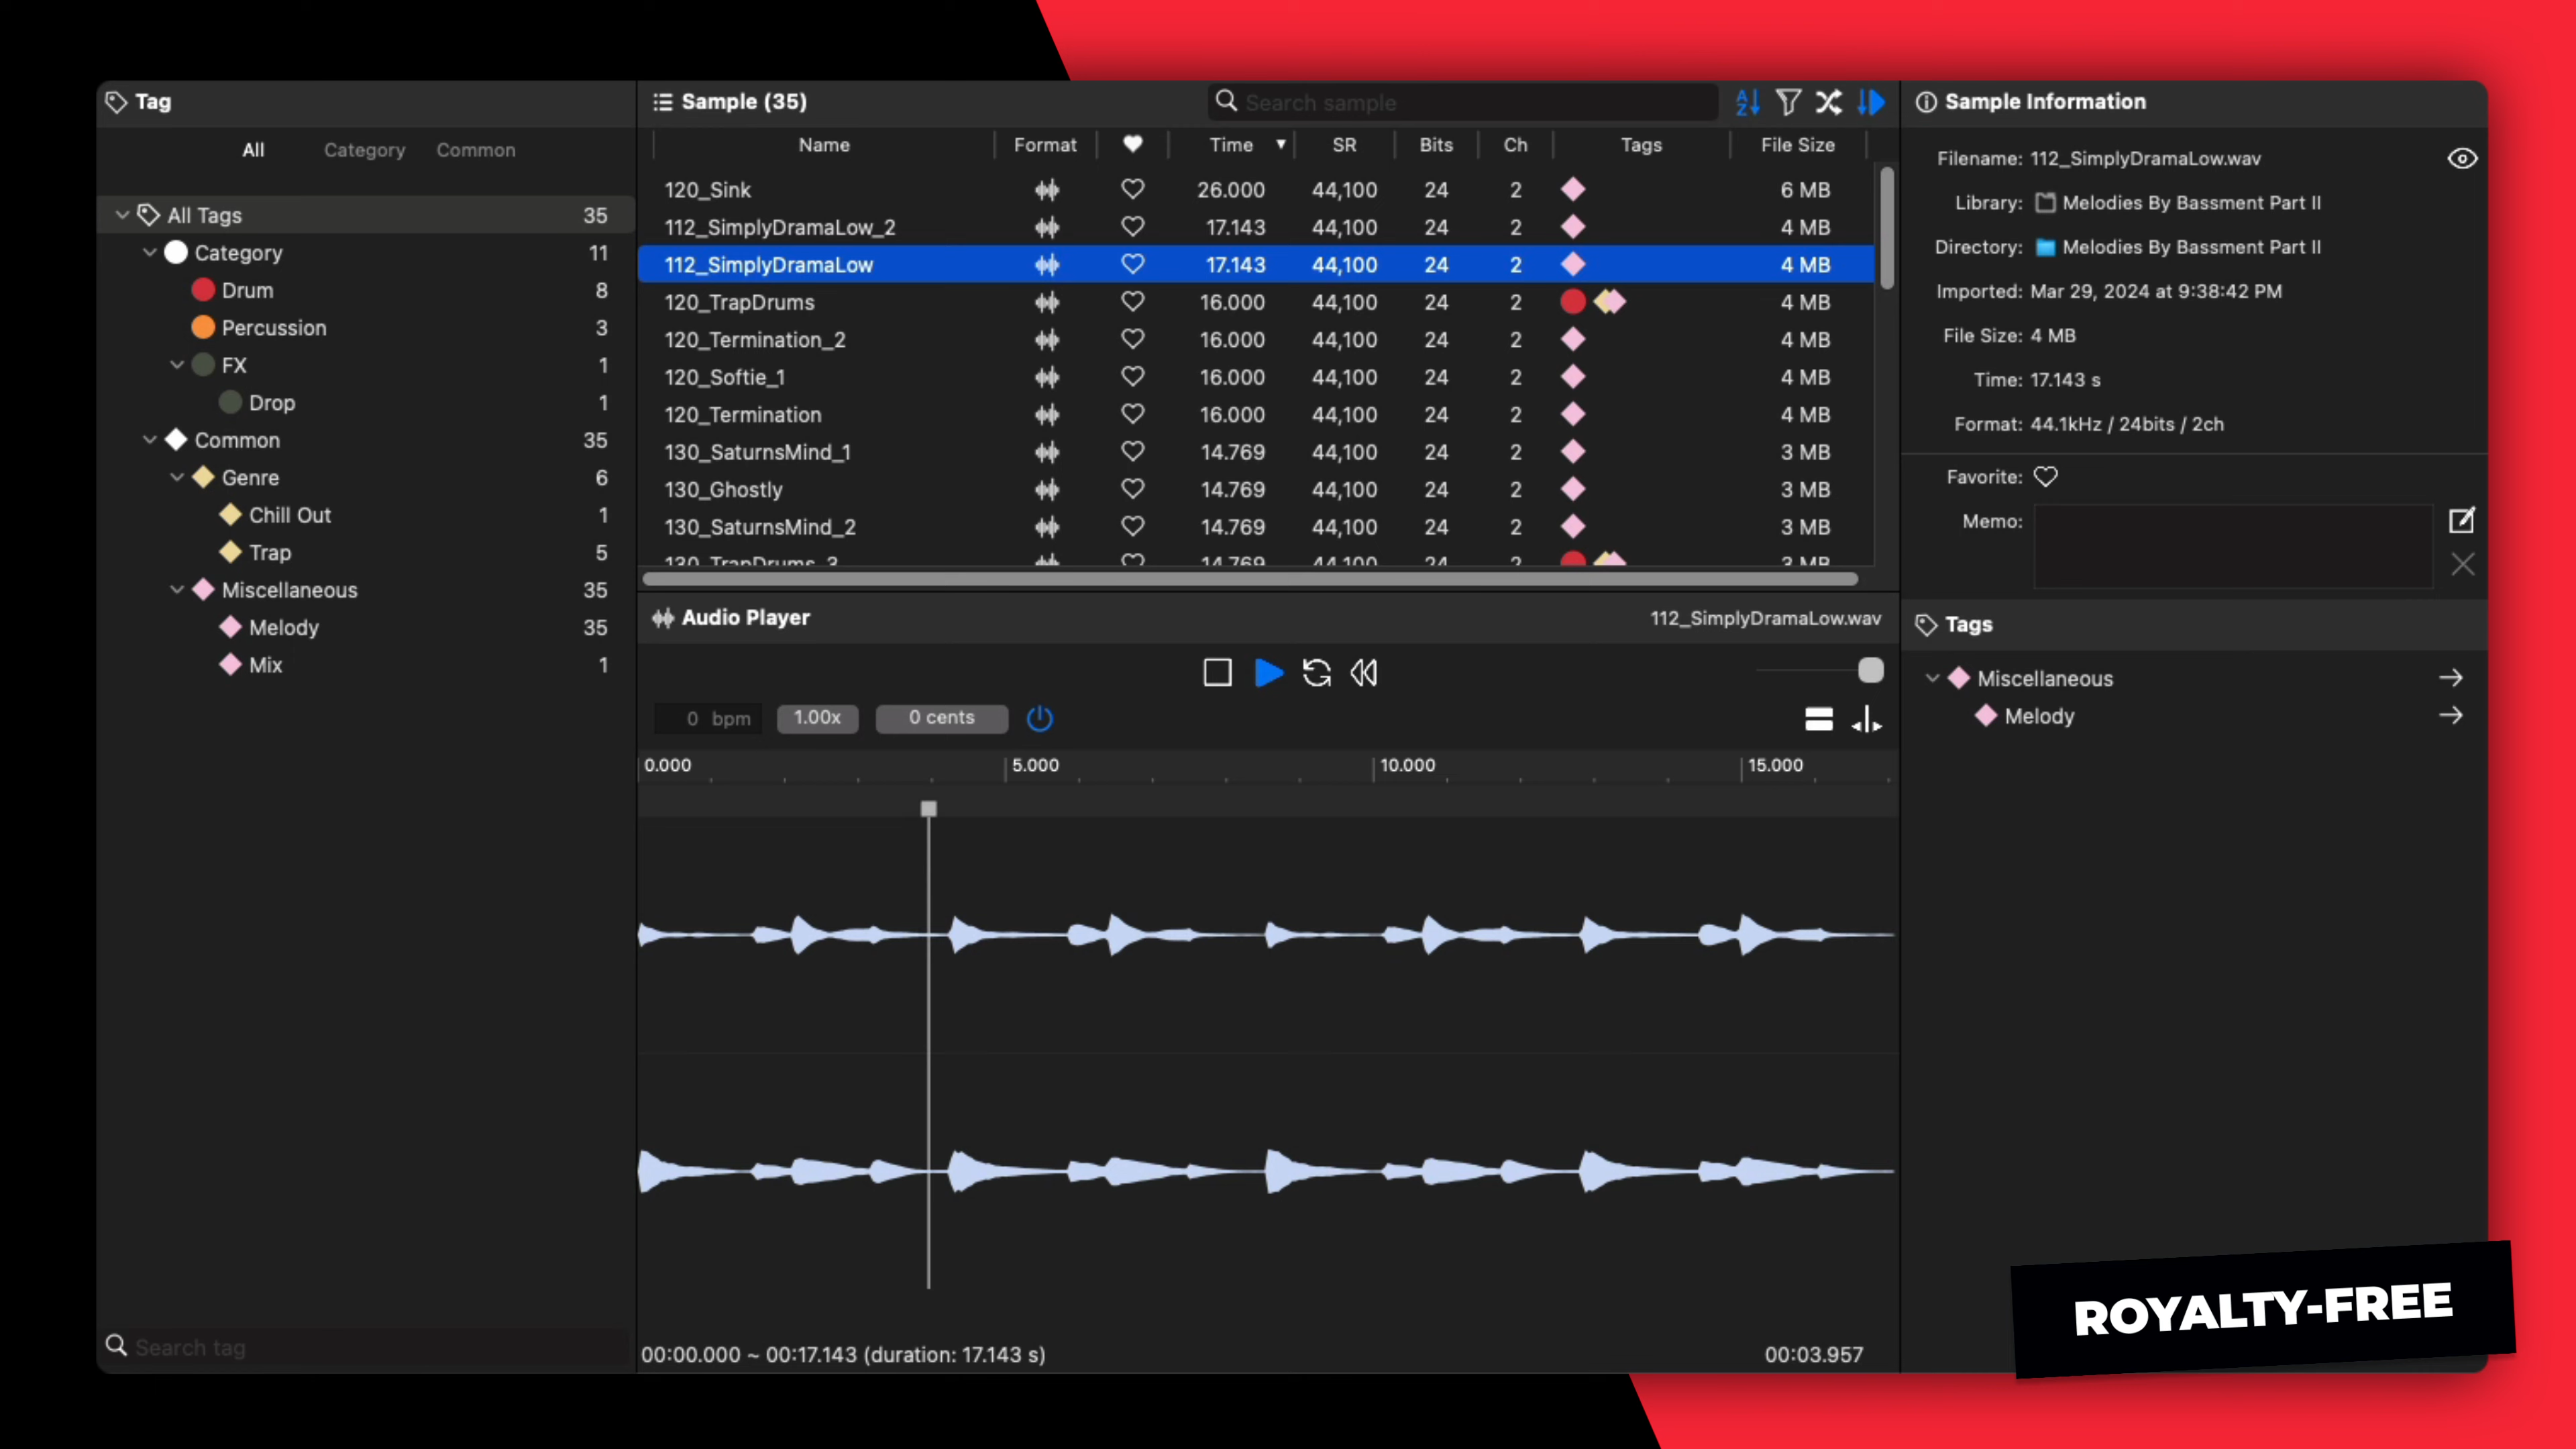 Tag
All Category Common
All Tags 35
Category 11
Drum 8
Percussion 3
FX 1
Drop 1
Common 35
Genre 6
Chill Out 1
Trap 5
Miscellaneous 35
Melody 35
Mix 1
Search tag
Sample (35)
Search sample
Name Format Time SR Bits Ch Tags File Size
120_Sink 26.000 44,100 24 2 6 MB
112_SimplyDramaLow_2 17.143 44,100 24 2 4 MB
112_SimplyDramaLow 17.143 44,100 24 2 4 MB
120_TrapDrums 16.000 44,100 24 2 4 MB
120_Termination_2 16.000 44,100 24 2 4 MB
120_Softie_1 16.000 44,100 24 2 4 MB
120_Termination 16.000 44,100 24 2 4 MB
130_SaturnsMind_1 14.769 44,100 24 2 3 MB
130_Ghostly 14.769 44,100 24 2 3 MB
130_SaturnsMind_2 14.769 44,100 24 2 3 MB
130_TrapDrums_3 14.769 44,100 24 2 3 MB
Audio Player 112_SimplyDramaLow.wav
0 bpm 1.00x 0 cents
0.000 5.000 10.000 15.000
00:00.000 ~ 00:17.143 (duration: 17.143 s) 00:03.957
Sample Information
Filename: 112_SimplyDramaLow.wav
Library: Melodies By Bassment Part II
Directory: Melodies By Bassment Part II
Imported: Mar 29, 2024 at 9:38:42 PM
File Size: 4 MB
Time: 17.143 s
Format: 44.1kHz / 24bits / 2ch
Favorite:
Memo:
Tags
Miscellaneous
Melody
ROYALTY-FREE